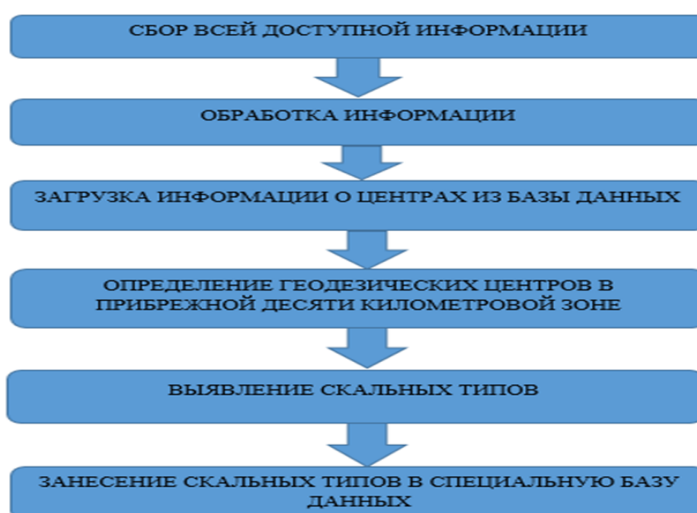 СБОР ВСЕЙ ДОСТУПНОЙ ИНФОРМАЦИИ
ОБРАБОТКА ИНФОРМАЦИИ
ЗАГРУЗКА ИНФОРМАЦИИ О ЦЕНТРАХ ИЗ БАЗЫ ДАННЫХ
ОПРЕДЕЛЕНИЕ ГЕОДЕЗИЧЕСКИХ ЦЕНТРОВ В
ПРИБРЕЖНОЙ ДЕСЯТИ КИЛОМЕТРОВОЙ ЗОНЕ
ВЫЯВЛЕНИЕ СКАЛЬНЫХ ТИПОВ
ЗАНЕСЕНИЕ СКАЛЬНЫХ ТИПОВ В СПЕЦИАЛЬНУЮ БАЗУ
ДАННЫХ